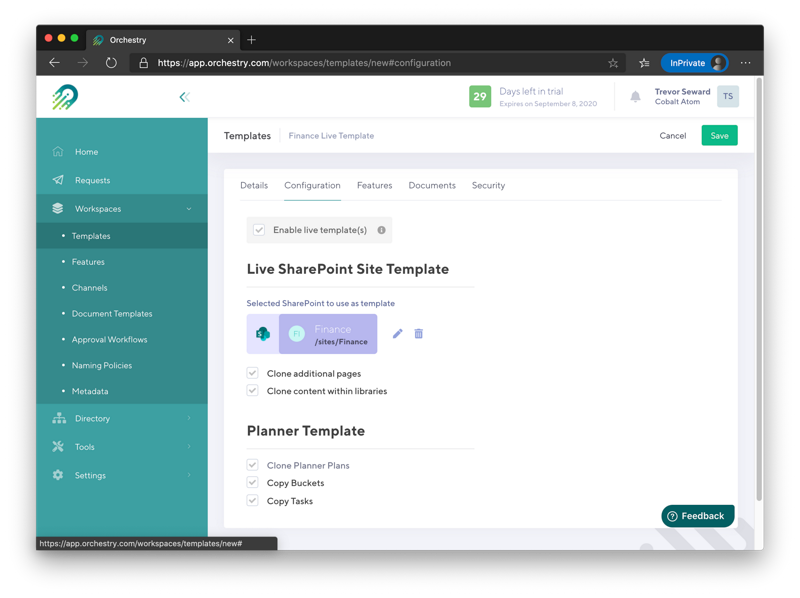 Orchestry
https://app.orchestry.com/workspaces/templates/new#configuration
InPrivate
29
Days left in trial
Expires on September 8, 2020
Trevor Seward
Cobalt Atom
TS
Home
Requests
Workspaces
Templates
Features
Channels
Document Templates
Approval Workflows
Naming Policies
Metadata
Directory
Tools
Settings
Templates
Finance Live Template
Cancel
Save
Details
Configuration
Features
Documents
Security
Enable live template(s)
Live SharePoint Site Template
Selected SharePoint to use as template
S
FI
Finance
/sites/Finance
Clone additional pages
Clone content within libraries
Planner Template
Clone Planner Plans
Copy Buckets
Copy Tasks
Feedback
https://app.orchestry.com/workspaces/templates/new#